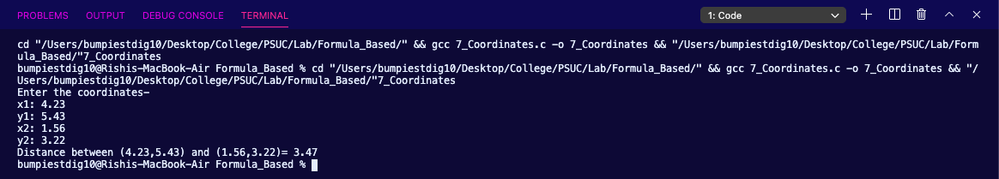 PROBLEMS OUTPUT DEBUG CONSOLE TERMINAL 1: Code
cd "/Users/bumpiestdig10/Desktop/College/PSUC/Lab/Formula_Based/" && gcc 7_Coordinates.c -o 7_Coordinates && "/Users/bumpiestdig10/Desktop/College/PSUC/Lab/Form
ula_Based/"7_Coordinates
bumpiestdig10@Rishis-MacBook-Air Formula_Based % cd "/Users/bumpiestdig10/Desktop/College/PSUC/Lab/Formula_Based/" && gcc 7_Coordinates.c -o 7_Coordinates && "/
Users/bumpiestdig10/Desktop/College/PSUC/Lab/Formula_Based/"7_Coordinates
Enter the coordinates-
x1: 4.23
y1: 5.43
x2: 1.56
y2: 3.22
Distance between (4.23,5.43) and (1.56,3.22)= 3.47
bumpiestdig10@Rishis-MacBook-Air Formula_Based %